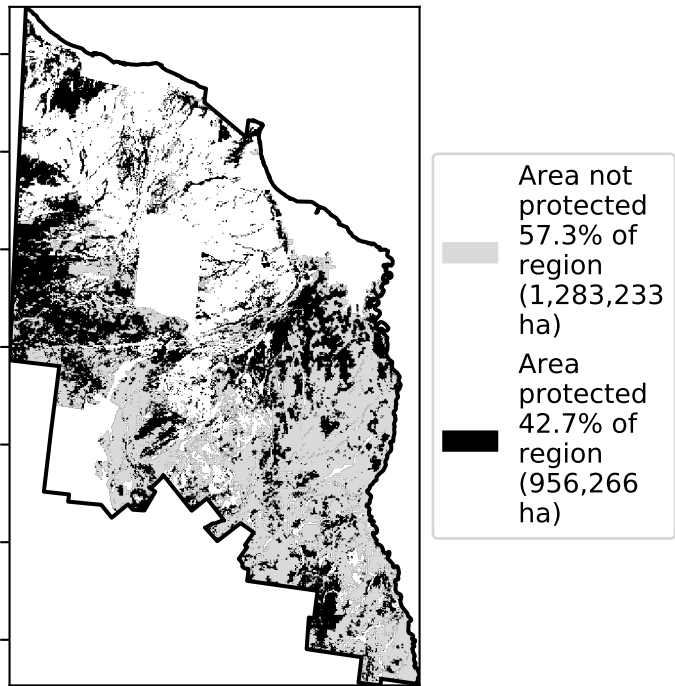 Area not
protected
57.3% of
region
(1,283,233
ha)
Area
protected
42.7% of
region
(956,266
ha)